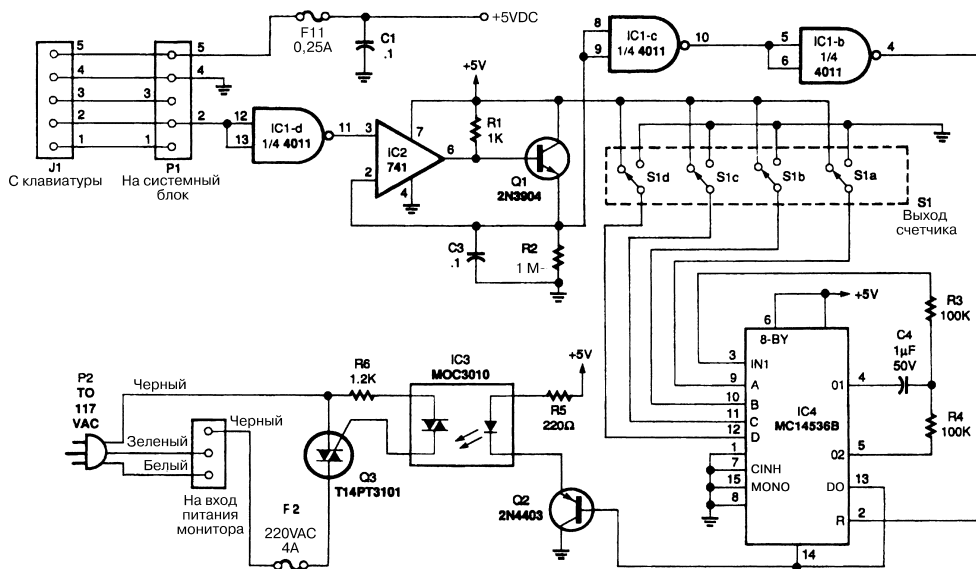 F11
0,25A
C1
.1
+5VDC
5
4
3
2
1
J1
С клавиатуры
5
4
3
2
1
P1
На системный
блок
12
13
IC1-d
1/4 4011
11
3
2
7
IC2
741
4
6
+5V
R1
1K
Q1
2N3904
C3
.1
R2
1 M-
8
9
IC1-c
1/4 4011
10
5
6
IC1-b
1/4
4011
4
S1d
S1c
S1b
S1a
S1
Выход
счетчика
+5V
6
8-BY
3
IN1
9
A
10
B
11
C
12
D
1
7
CINH
15
MONO
8
IC4
MC14536B
01
4
02
5
DO
13
R
2
14
C4
1µF
50V
R3
100K
R4
100K
P2
TO
117
VAC
Черный
Зеленый
Белый
Черный
На вход
питания
монитора
F 2
220VAC
4A
R6
1.2K
Q3
T14PT3101
IC3
MOC3010
+5V
R5
220Ω
Q2
2N4403